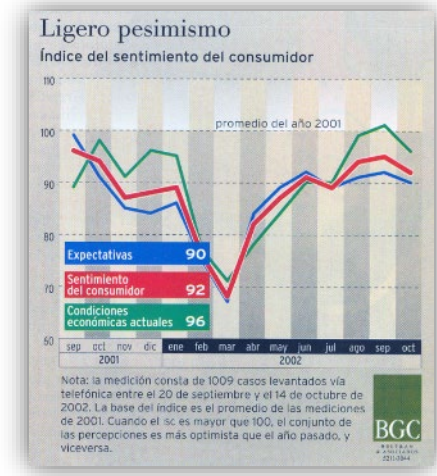 Ligero pesimismo
Índice del sentimiento del consumidor
110
promedio del año 2001
100
90
80
70
60
Expectativas 90
Sentimiento
del consumidor 92
Condiciones
económicas actuales 96
sep oct nov dic ene feb mar abr may jun jul ago sep oct
2001 2002
Nota: la medición consta de 1009 casos levantados vía
telefónica entre el 20 de septiembre y el 14 de octubre de
2002. La base del índice es el promedio de las mediciones
de 2001. Cuando el ISC es mayor que 100, el conjunto de
las percepciones es más optimista que el año pasado, y
viceversa.
BGC
BELTRÁN
& ASOCIADOS